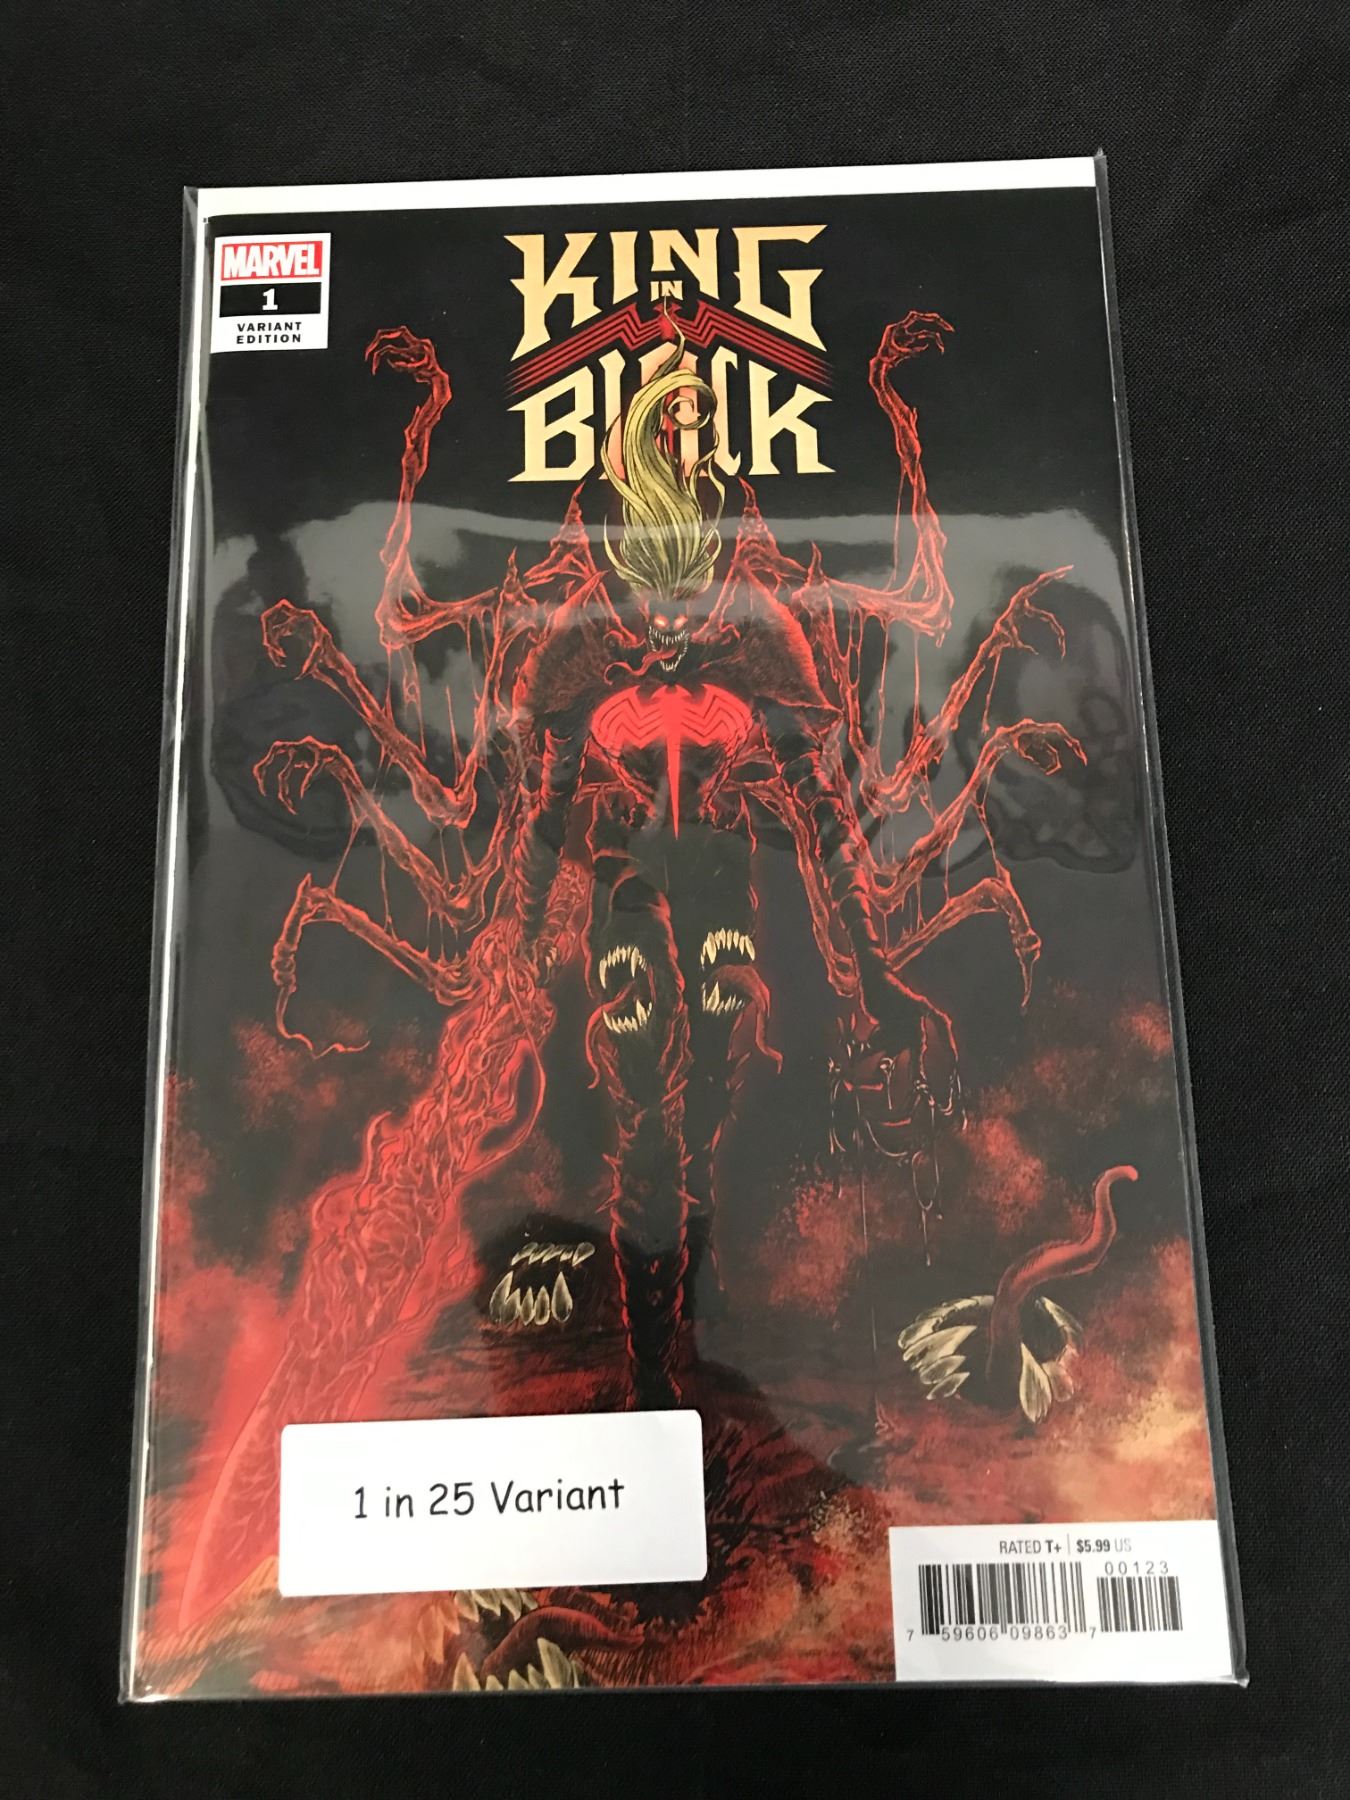 MARVEL
1
VARIANT
EDITION
KING
IN
BLACK
1 in 25 Variant
RATED T+ $5.99 US
00123
7 59606 09863 7